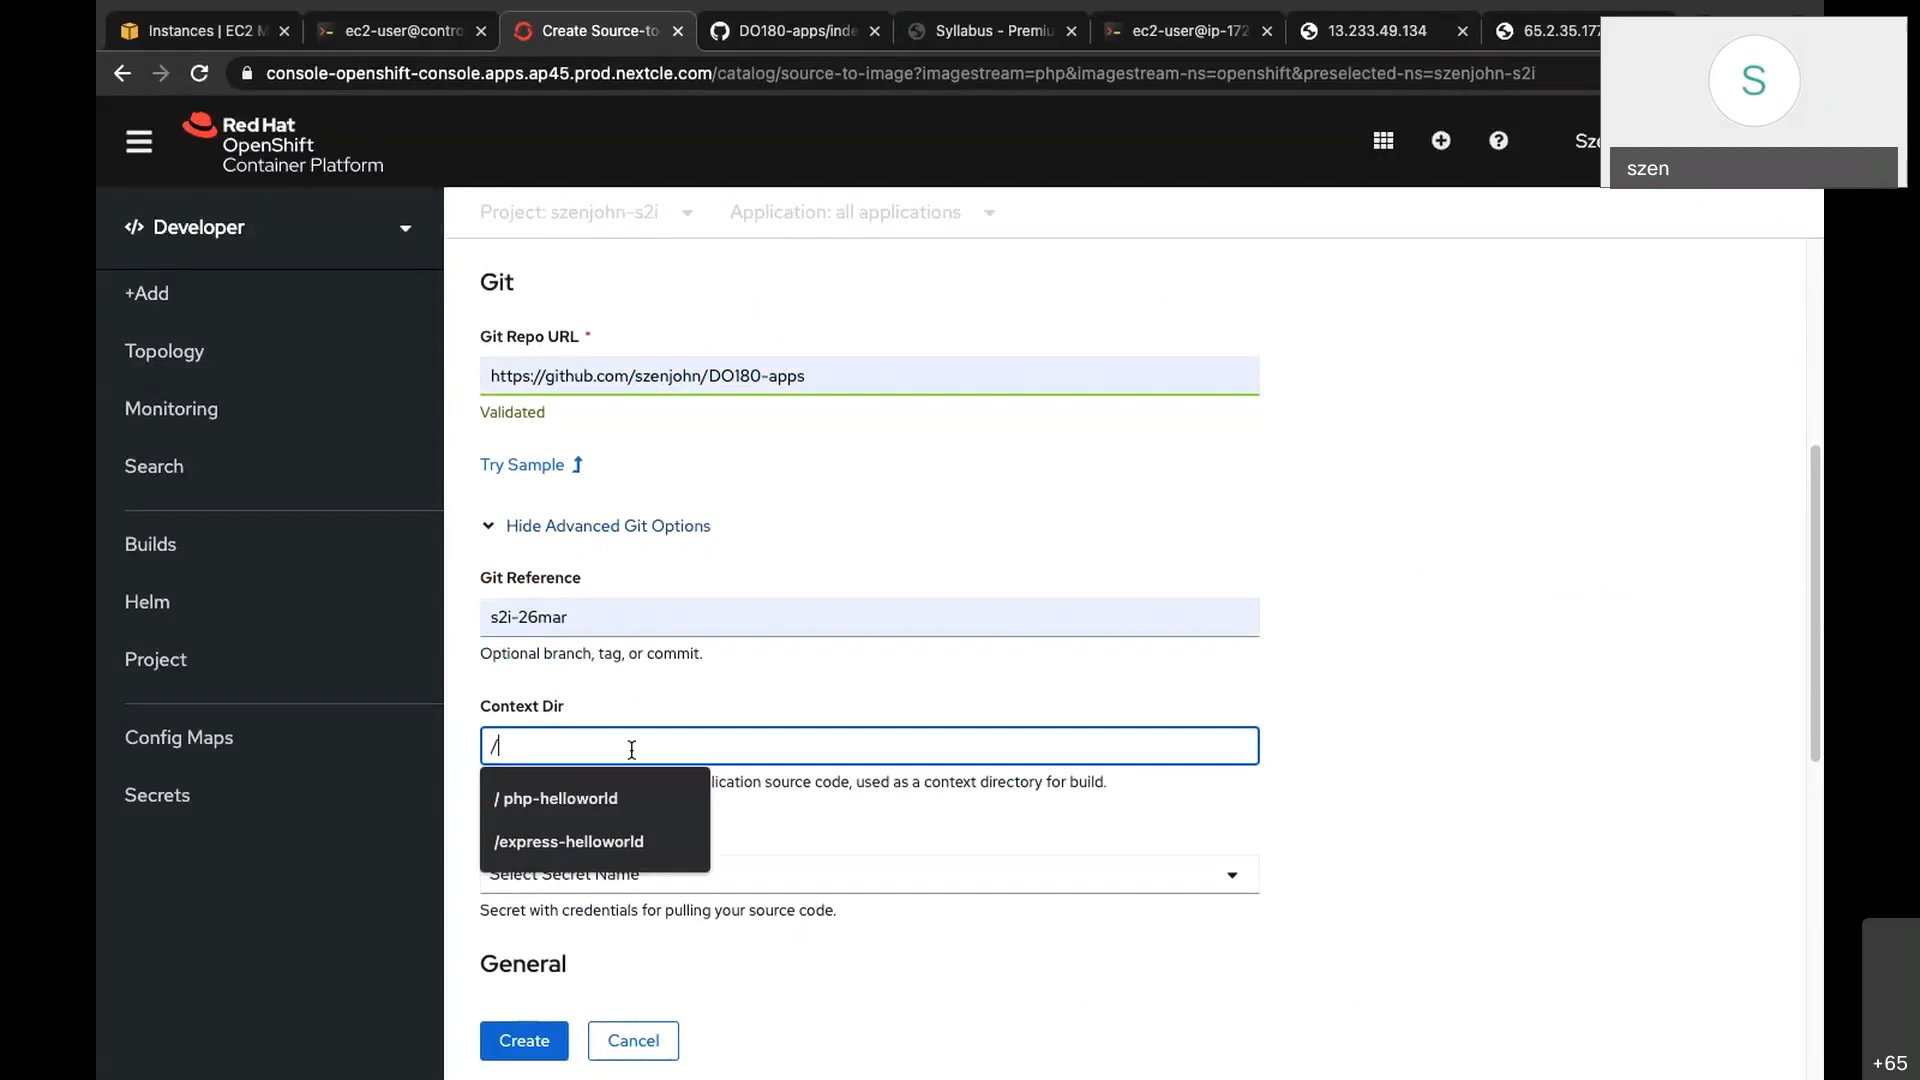 Instances | EC2 M
ec2-user@contro
Create Source-to-
DO180-apps/inde
Syllabus - Premiu
ec2-user@ip-172
13.233.49.134
65.2.35.177
console-openshift-console.apps.ap45.prod.nextcle.com/catalog/source-to-image?imagestream=php&imagestream-ns=openshift&preselected-ns=szenjohn-s2i
Red Hat
OpenShift
Container Platform
Sze
S
szen
Developer
+Add
Topology
Monitoring
Search
Builds
Helm
Project
Config Maps
Secrets
Project: szenjohn-s2i
Application: all applications
Git
Git Repo URL *
https://github.com/szenjohn/DO180-apps
Validated
Try Sample
Hide Advanced Git Options
Git Reference
s2i-26mar
Optional branch, tag, or commit.
Context Dir
/
/ php-helloworld
/express-helloworld
lication source code, used as a context directory for build.
Select Secret Name
Secret with credentials for pulling your source code.
General
Create
Cancel
+65